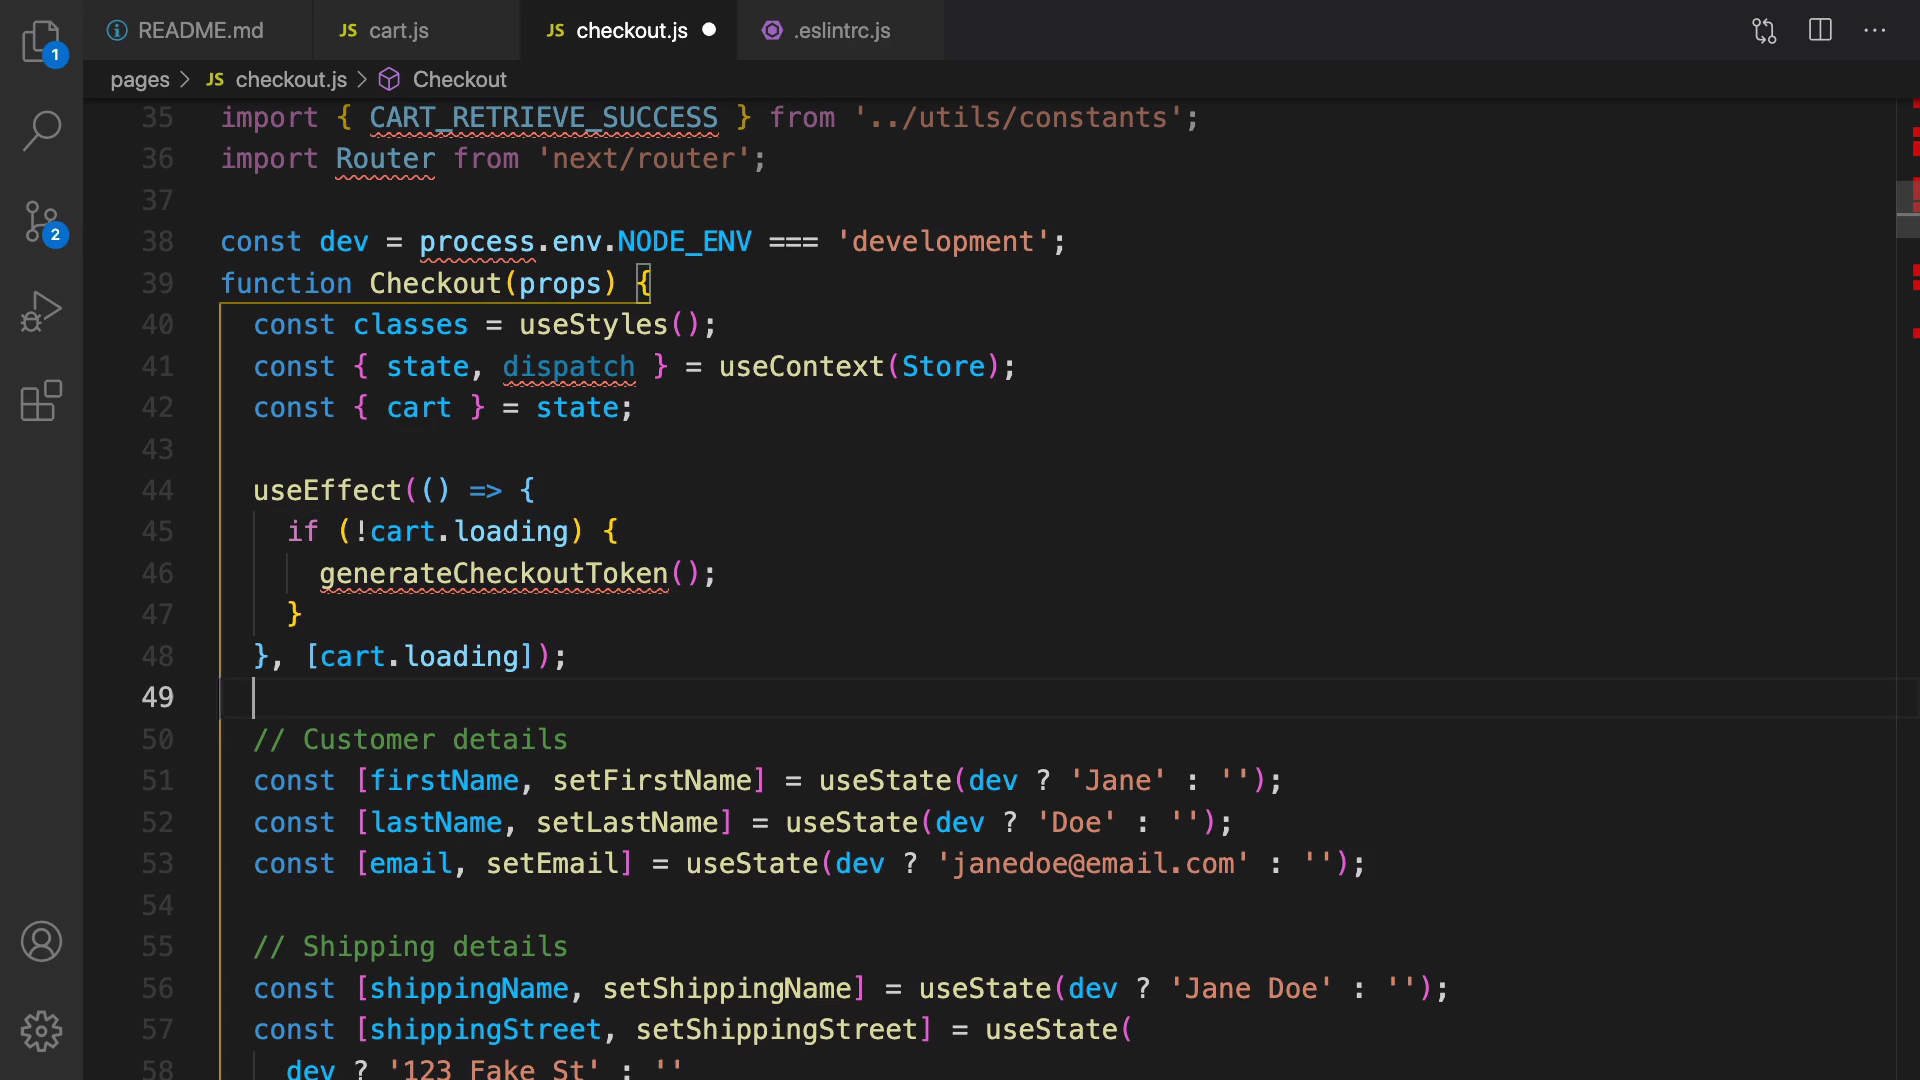 README.md JS cart.js JS checkout.js .eslintrc.js
1
pages > JS checkout.js > Checkout
35 import { CART_RETRIEVE_SUCCESS } from '../utils/constants';
36 import Router from 'next/router';
37
2
38 const dev = process.env.NODE_ENV === 'development';
39 function Checkout(props) {
40 const classes = useStyles();
41 const { state, dispatch } = useContext(Store);
42 const { cart } = state;
43
44 useEffect(() => {
45 if (!cart.loading) {
46 generateCheckoutToken();
47 }
48 }, [cart.loading]);
49
50 // Customer details
51 const [firstName, setFirstName] = useState(dev ? 'Jane' : '');
52 const [lastName, setLastName] = useState(dev ? 'Doe' : '');
53 const [email, setEmail] = useState(dev ? 'janedoe@email.com' : '');
54
55 // Shipping details
56 const [shippingName, setShippingName] = useState(dev ? 'Jane Doe' : '');
57 const [shippingStreet, setShippingStreet] = useState(
58 dev ? '123 Fake St' : ''